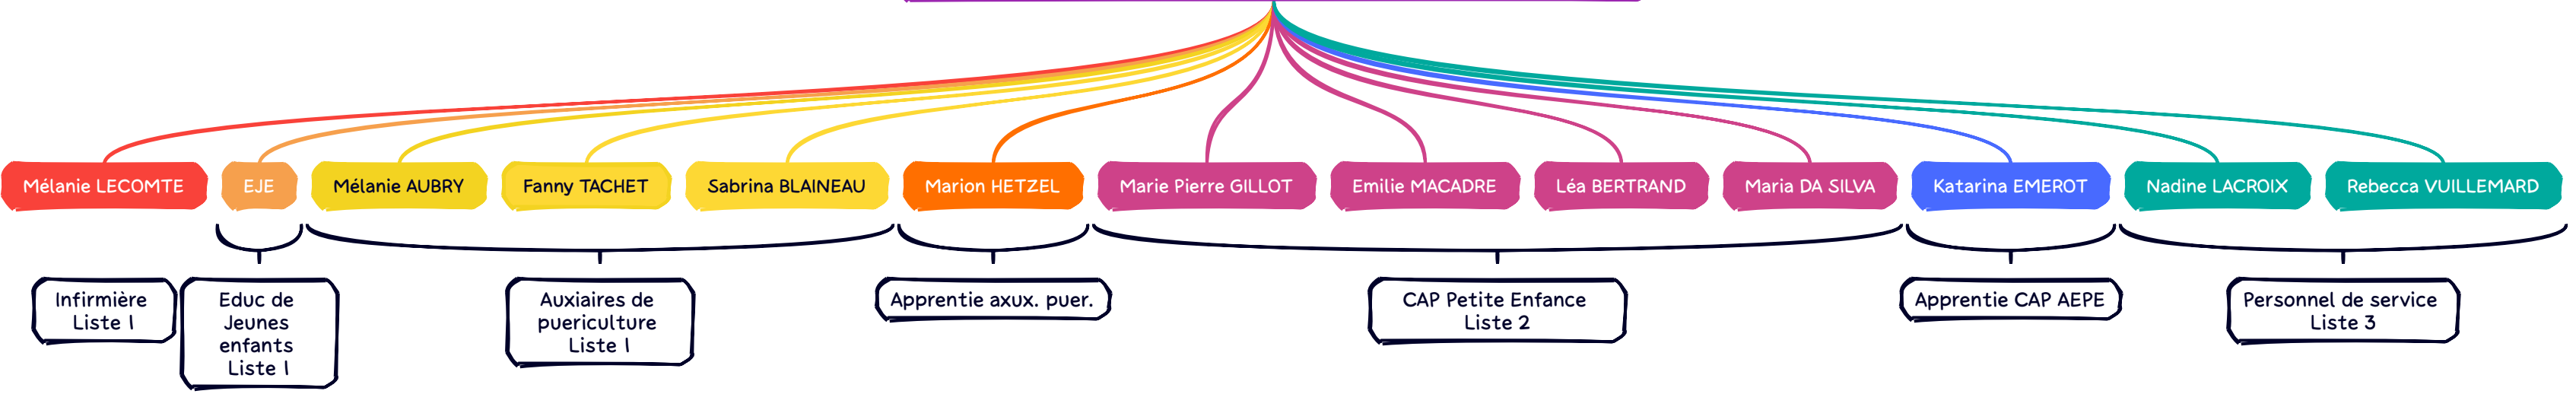 Mélanie LECOMTE
EJE
Mélanie AUBRY
Fanny TACHET
Sabrina BLAINEAU
Marion HETZEL
Marie Pierre GILLOT
Emilie MACADRE
Léa BERTRAND
Maria DA SILVA
Katarina EMEROT
Nadine LACROIX
Rebecca VUILLEMARD
Infirmière
Liste 1
Educ de
Jeunes
enfants
Liste 1
Auxiaires de
puericulture
Liste 1
Apprentie axux. puer.
CAP Petite Enfance
Liste 2
Apprentie CAP AEPE
Personnel de service
Liste 3